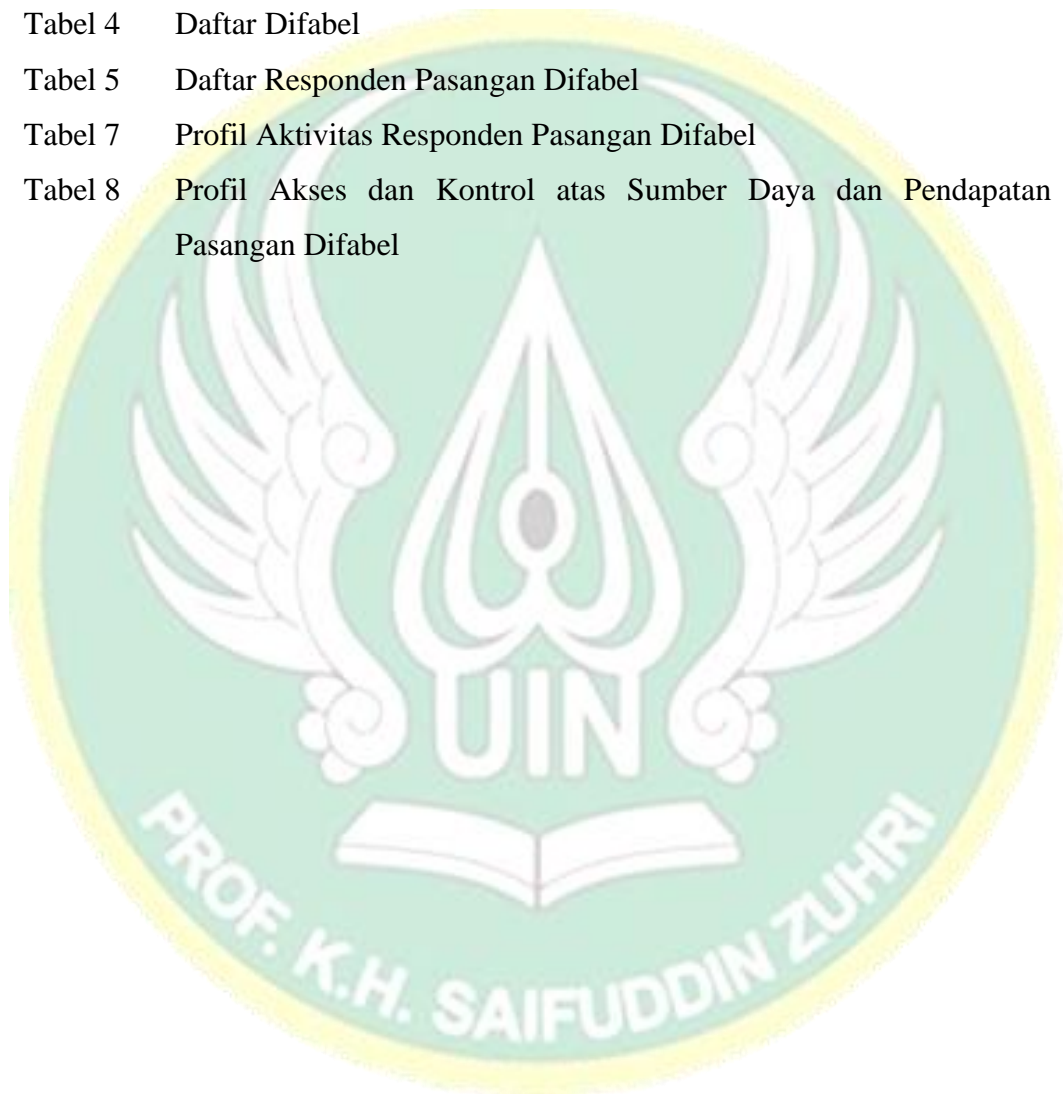 Tabel 4 Daftar Difabel
Tabel 5 Daftar Responden Pasangan Difabel
Tabel 7 Profil Aktivitas Responden Pasangan Difabel
Tabel 8 Profil Akses dan Kontrol atas Sumber Daya dan Pendapatan
Pasangan Difabel
UIN
PROF. K.H. SAIFUDDIN ZUHRI